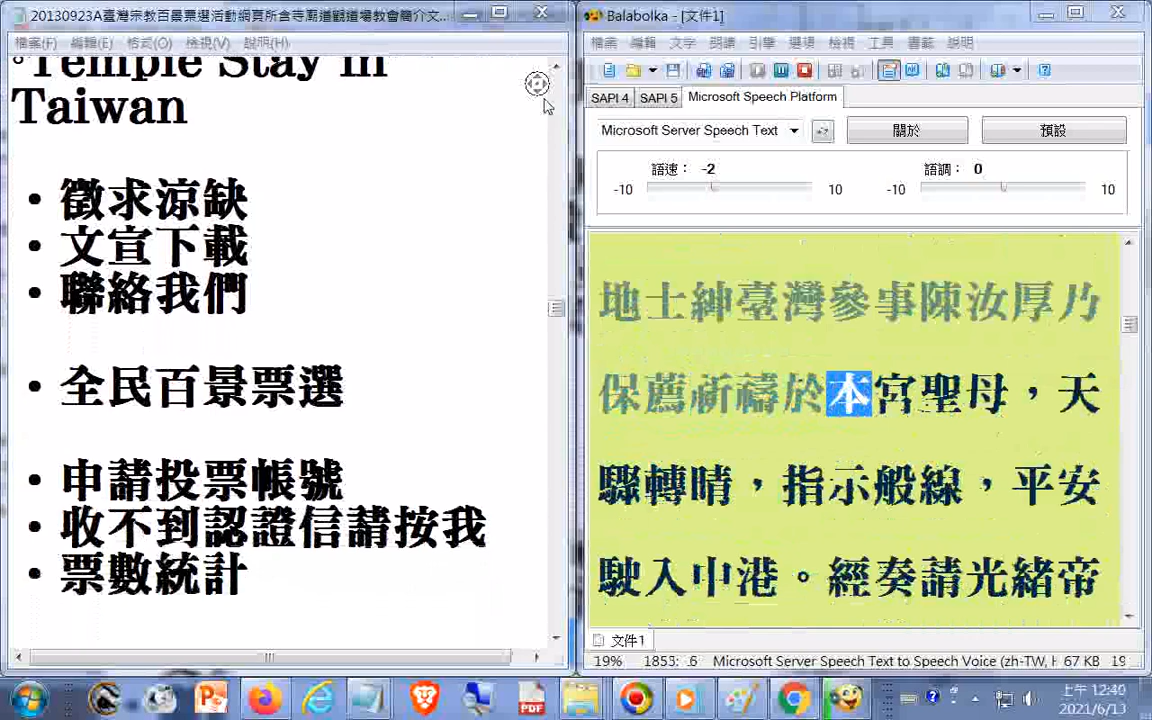 20130923A臺灣宗教百景票選活動網頁所含寺廟道觀道場教會簡介文...
檔案(F) 編輯(E) 格式(O) 檢視(V) 說明(H)
。Temple Stay in
Taiwan
• 徵求涼缺
• 文宣下載
• 聯絡我們
• 全民百景票選
• 申請投票帳號
• 收不到認證信請按我
• 票數統計
Balabolka - [文件1]
檔案 編輯 文字 朗讀 引擎 選項 檢視 工具 書籤 說明
SAPI 4 SAPI 5 Microsoft Speech Platform
Microsoft Server Speech Text 關於 預設
語速： -2 語調： 0
-10 10 -10 10
地士紳臺灣參事陳汝厚乃
保薦祈禱於本宮聖母，天
驟轉晴，指示般線，平安
駛入中港。經奏請光緒帝
文件1
19% 1855: .6 Microsoft Server Speech Text to Speech Voice (zh-TW, H 67 KB 19
上午 12:40
2021/6/13